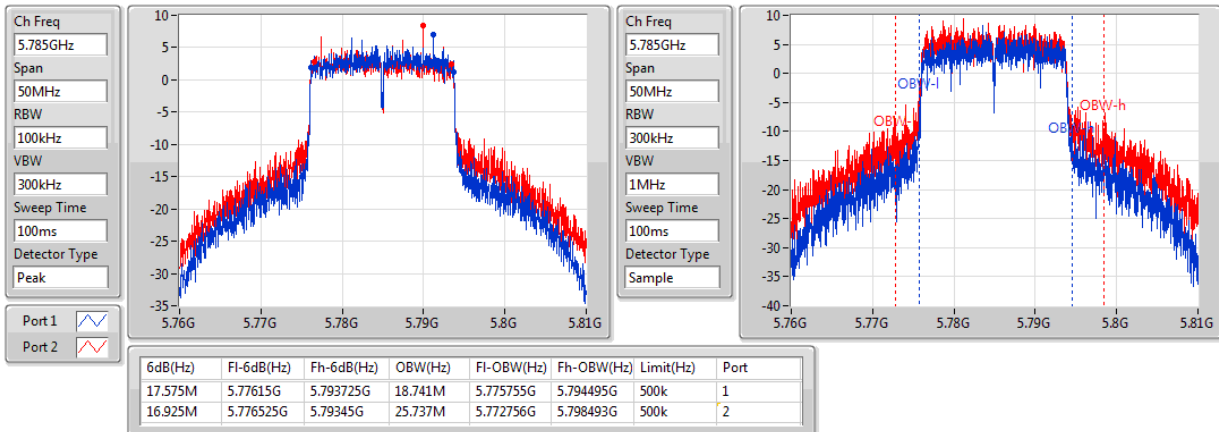 Ch Freq
5.785GHz
Span
50MHz
RBW
100kHz
VBW
300kHz
Sweep Time
100ms
Detector Type
Peak
Port 1
Port 2
10
5
0
-5
-10
-15
-20
-25
-30
-35
5.76G 5.77G 5.78G 5.79G 5.8G 5.81G
Ch Freq
5.785GHz
Span
50MHz
RBW
300kHz
VBW
1MHz
Sweep Time
100ms
Detector Type
Sample
10
5
0
-5
-10
-15
-20
-25
-30
-35
-40
OBW-l
OBW-h
5.76G 5.77G 5.78G 5.79G 5.8G 5.81G
6dB(Hz) Fl-6dB(Hz) Fh-6dB(Hz) OBW(Hz) Fl-OBW(Hz) Fh-OBW(Hz) Limit(Hz) Port
17.575M 5.77615G 5.793725G 18.741M 5.775755G 5.794495G 500k 1
16.925M 5.776525G 5.79345G 25.737M 5.772756G 5.798493G 500k 2